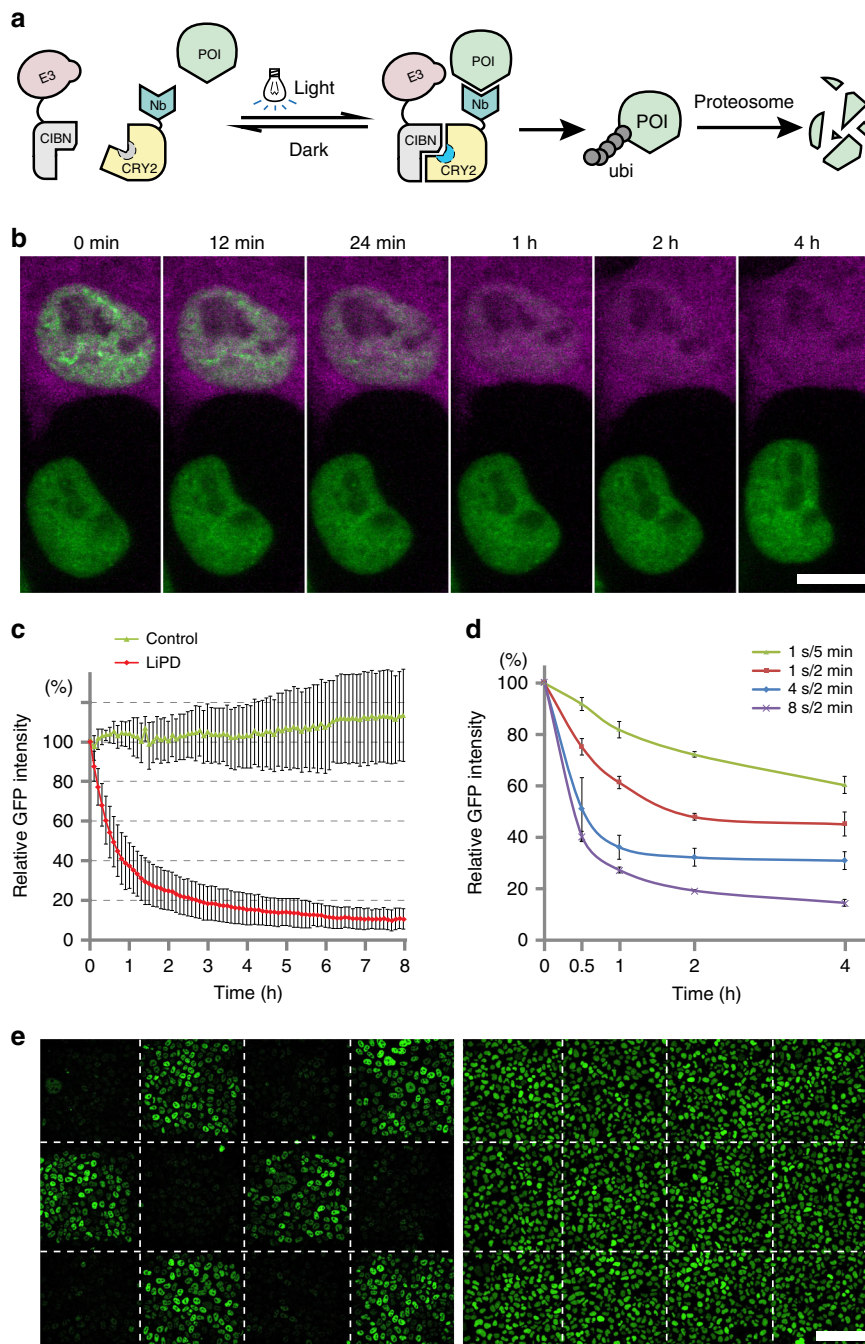 a
E3
POI
Nb
CIBN
CRY2
Light
Dark
E3
POI
Nb
CIBN
CRY2
POI
ubi
Proteosome
b
0 min 12 min 24 min 1 h 2 h 4 h
c
Control
LiPD
(%)
100
80
60
40
20
0
Relative GFP intensity
0 1 2 3 4 5 6 7 8
Time (h)
d
1 s/5 min
1 s/2 min
4 s/2 min
8 s/2 min
(%)
100
80
60
40
20
0
Relative GFP intensity
0 0.5 1 2 4
Time (h)
e